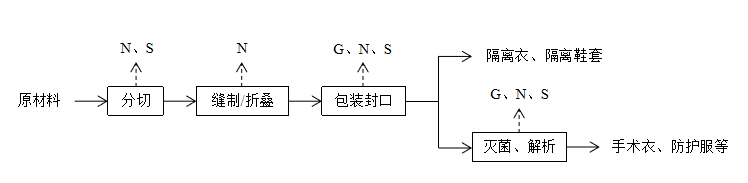 N、S
N
G、N、S
隔离衣、隔离鞋套
G、N、S
原材料
分切
缝制/折叠
包装封口
灭菌、解析
手术衣、防护服等